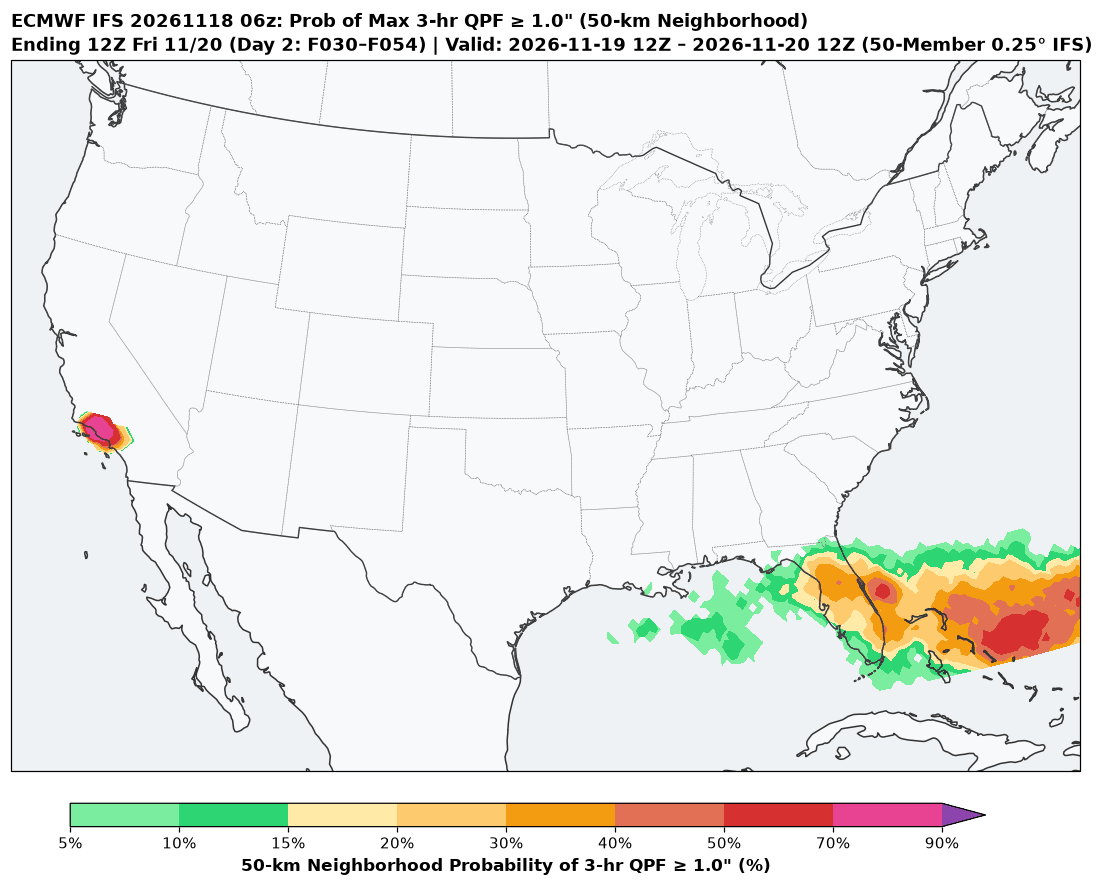 ECMWF IFS 20261118 06z: Prob of Max 3-hr QPF ≥ 1.0" (50-km Neighborhood)
Ending 12Z Fri 11/20 (Day 2: F030–F054) | Valid: 2026-11-19 12Z – 2026-11-20 12Z (50-Member 0.25° IFS)
5% 10% 15% 20% 30% 40% 50% 70% 90%
50-km Neighborhood Probability of 3-hr QPF ≥ 1.0" (%)